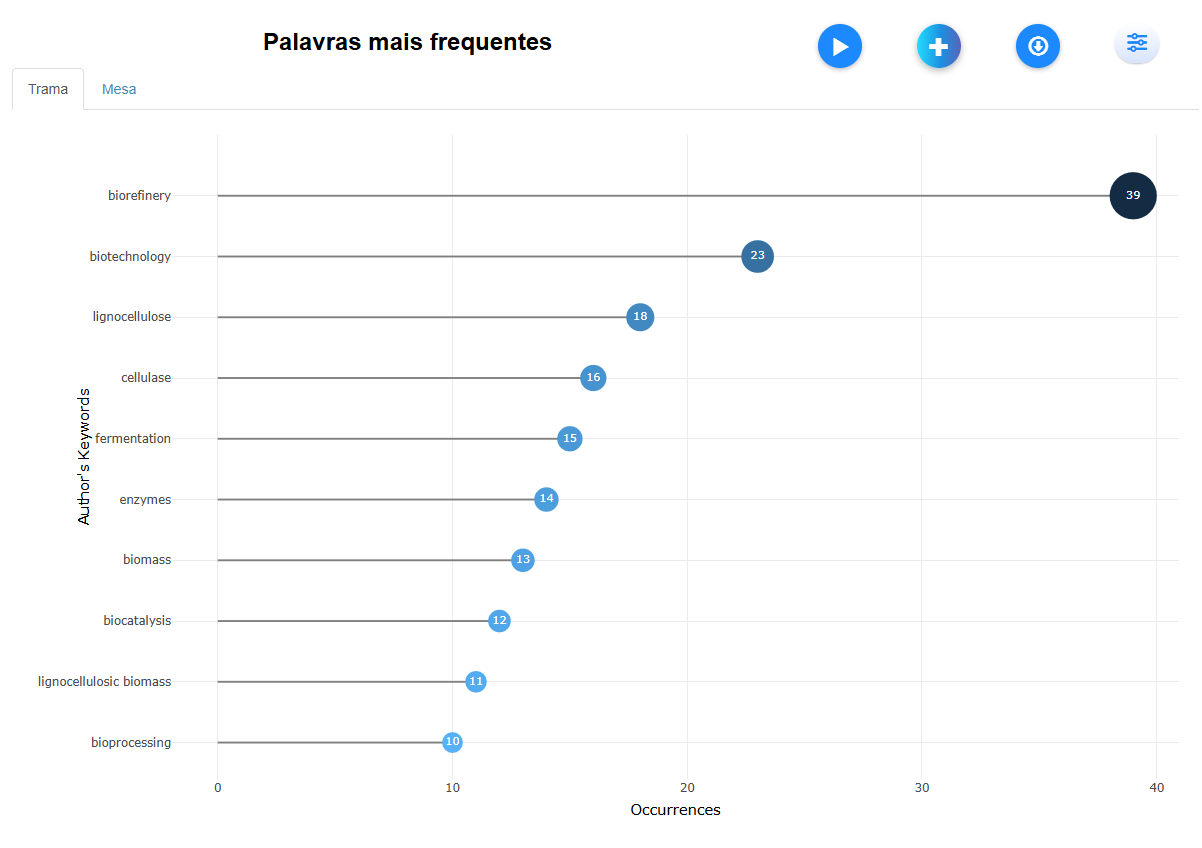 Palavras mais frequentes
Trama
Mesa
Author's Keywords
biorefinery
39
biotechnology
23
lignocellulose
18
cellulase
16
fermentation
15
enzymes
14
biomass
13
biocatalysis
12
lignocellulosic biomass
11
bioprocessing
10
0
10
20
30
40
Occurrences